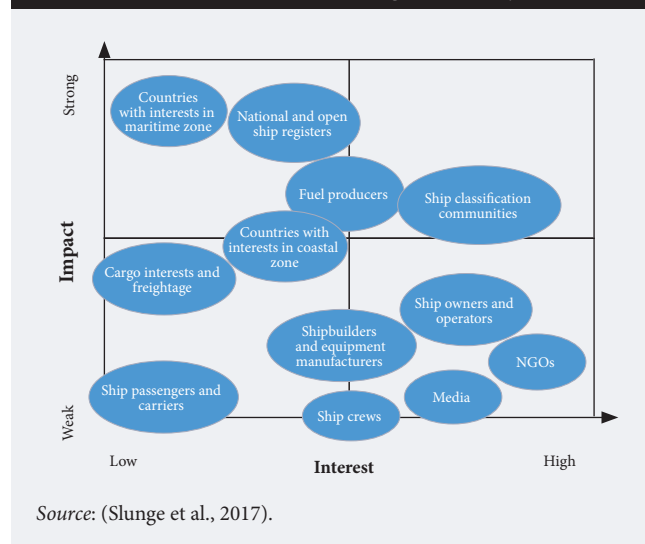 Strong
Countries
with interests in
maritime zone
National and open
ship registers
Fuel producers
Ship classification
communities
Impact
Countries with
interests in coastal
zone
Cargo interests and
freightage
Ship owners and
operators
Shipbuilders
and equipment
manufacturers
NGOs
Ship passengers and
carriers
Media
Ship crews
Weak
Low
Interest
High
Source: (Slunge et al., 2017).